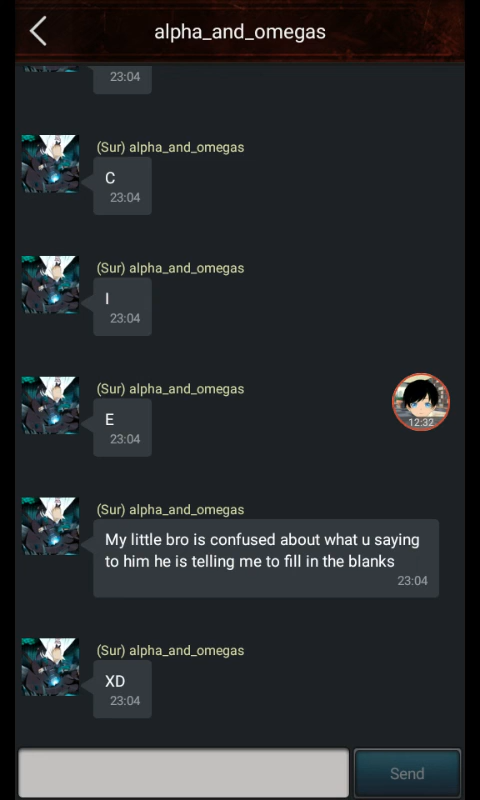 alpha_and_omegas
23:04
(Sur) alpha_and_omegas
C
23:04
(Sur) alpha_and_omegas
I
23:04
(Sur) alpha_and_omegas
E
23:04
12:32
(Sur) alpha_and_omegas
My little bro is confused about what u saying
to him he is telling me to fill in the blanks
23:04
(Sur) alpha_and_omegas
XD
23:04
Send